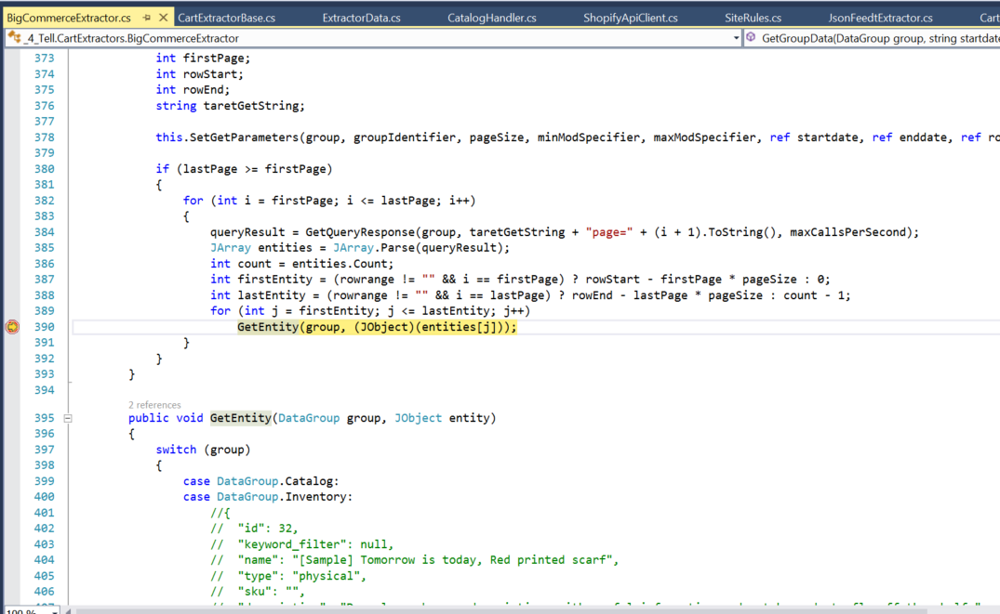 BigCommerceExtractor.cs CartExtractorBase.cs ExtractorData.cs CatalogHandler.cs ShopifyApiClient.cs SiteRules.cs JsonFeedtExtractor.cs Cart
_4_Tell.CartExtractors.BigCommerceExtractor GetGroupData(DataGroup group, string startdate
373 int firstPage;
374 int rowStart;
375 int rowEnd;
376 string taretGetString;
377
378 this.SetGetParameters(group, groupIdentifier, pageSize, minModSpecifier, maxModSpecifier, ref startdate, ref enddate, ref ro
379
380 if (lastPage >= firstPage)
381 {
382 for (int i = firstPage; i <= lastPage; i++)
383 {
384 queryResult = GetQueryResponse(group, taretGetString + "page=" + (i + 1).ToString(), maxCallsPerSecond);
385 JArray entities = JArray.Parse(queryResult);
386 int count = entities.Count;
387 int firstEntity = (rowrange != "" && i == firstPage) ? rowStart - firstPage * pageSize : 0;
388 int lastEntity = (rowrange != "" && i == lastPage) ? rowEnd - lastPage * pageSize : count - 1;
389 for (int j = firstEntity; j <= lastEntity; j++)
390 GetEntity(group, (JObject)(entities[j]));
391 }
392 }
393 }
394
2 references
395 public void GetEntity(DataGroup group, JObject entity)
396 {
397 switch (group)
398 {
399 case DataGroup.Catalog:
400 case DataGroup.Inventory:
401 //{
402 // "id": 32,
403 // "keyword_filter": null,
404 // "name": "[Sample] Tomorrow is today, Red printed scarf",
405 // "type": "physical",
406 // "sku": "",